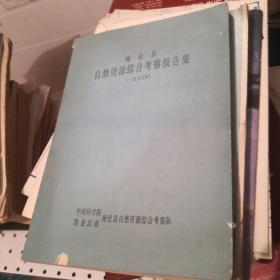 海伦县
自然资源综合考察报告集
中国科学院
黑龙江省 海伦县自然资源综合考察队